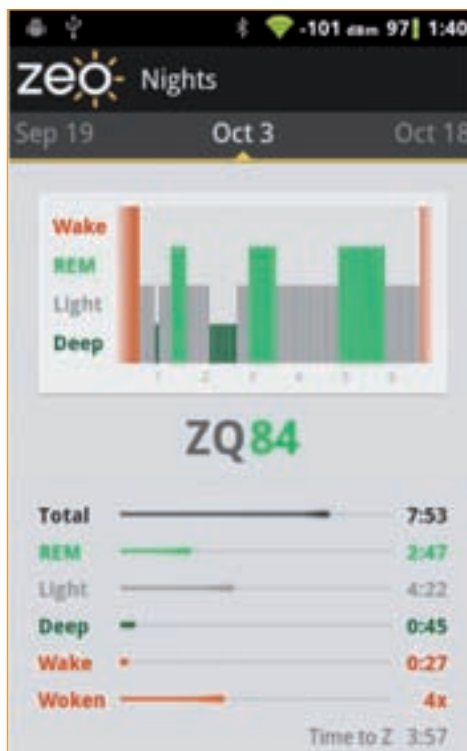 -101 dBm 97 1:40
zeo Nights
Sep 19 Oct 3 Oct 18
Wake
REM
Light
Deep
1 2 3 4 5 6
ZQ 84
Total 7:53
REM 2:47
Light 4:22
Deep 0:45
Wake 0:27
Woken 4x
Time to Z 3:57